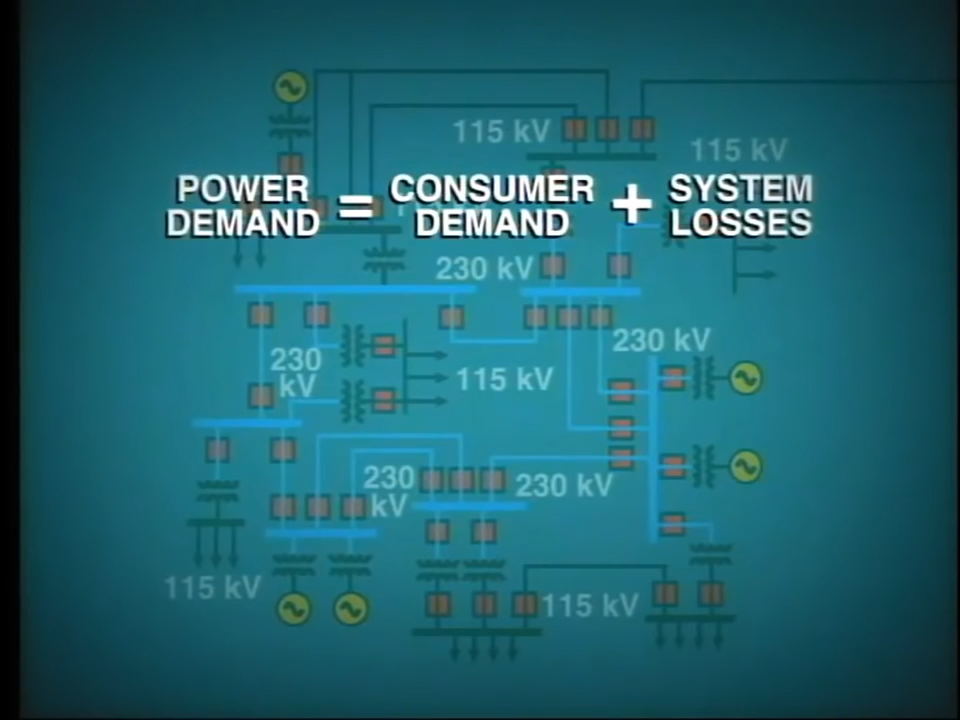 115 kV
115 kV
POWER DEMAND = CONSUMER DEMAND + SYSTEM LOSSES
230 kV
230 kV
230 kV
115 kV
230 kV
230 kV
115 kV
115 kV